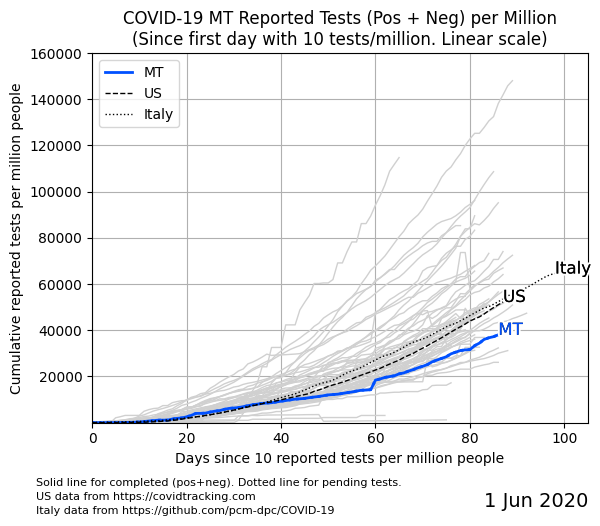 COVID-19 MT Reported Tests (Pos + Neg) per Million
(Since first day with 10 tests/million. Linear scale)
160000
140000
120000
100000
80000
60000
40000
20000
Cumulative reported tests per million people
MT
US
Italy
Italy
US
MT
0
20
40
60
80
100
Days since 10 reported tests per million people
Solid line for completed (pos+neg). Dotted line for pending tests.
US data from https://covidtracking.com
Italy data from https://github.com/pcm-dpc/COVID-19
1 Jun 2020